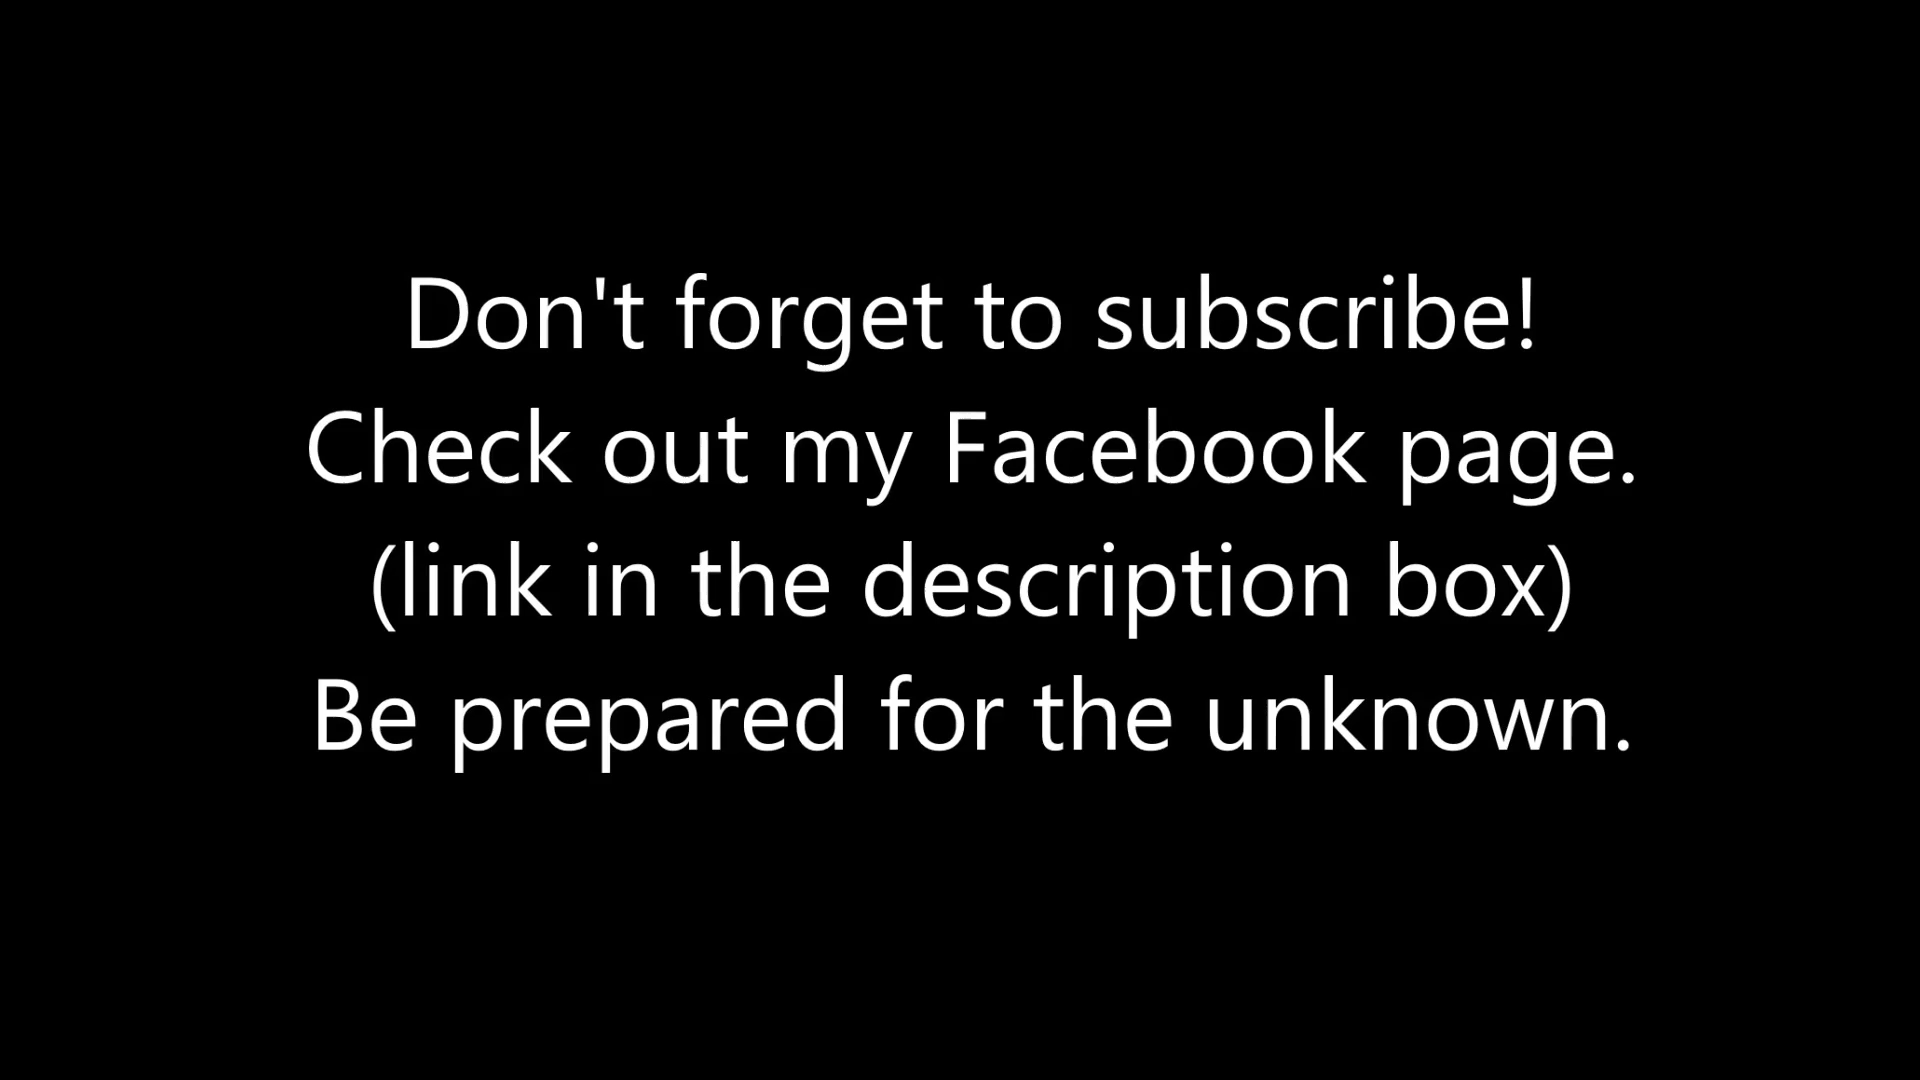 Don't forget to subscribe!
Check out my Facebook page.
(link in the description box)
Be prepared for the unknown.